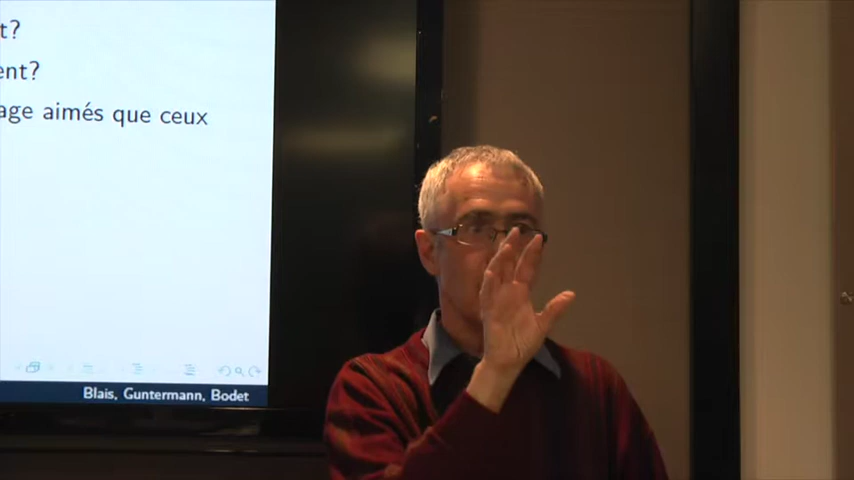 t?
ent?
age aimés que ceux
Blais, Guntermann, Bodet